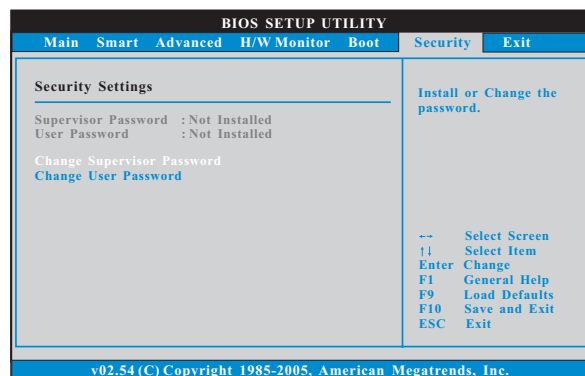 BIOS SETUP UTILITY
Main Smart Advanced H/W Monitor Boot Security Exit
Security Settings
Supervisor Password : Not Installed
User Password : Not Installed
Change Supervisor Password
Change User Password
Install or Change the
password.
←→ Select Screen
↑↓ Select Item
Enter Change
F1 General Help
F9 Load Defaults
F10 Save and Exit
ESC Exit
v02.54 (C) Copyright 1985-2005, American Megatrends, Inc.